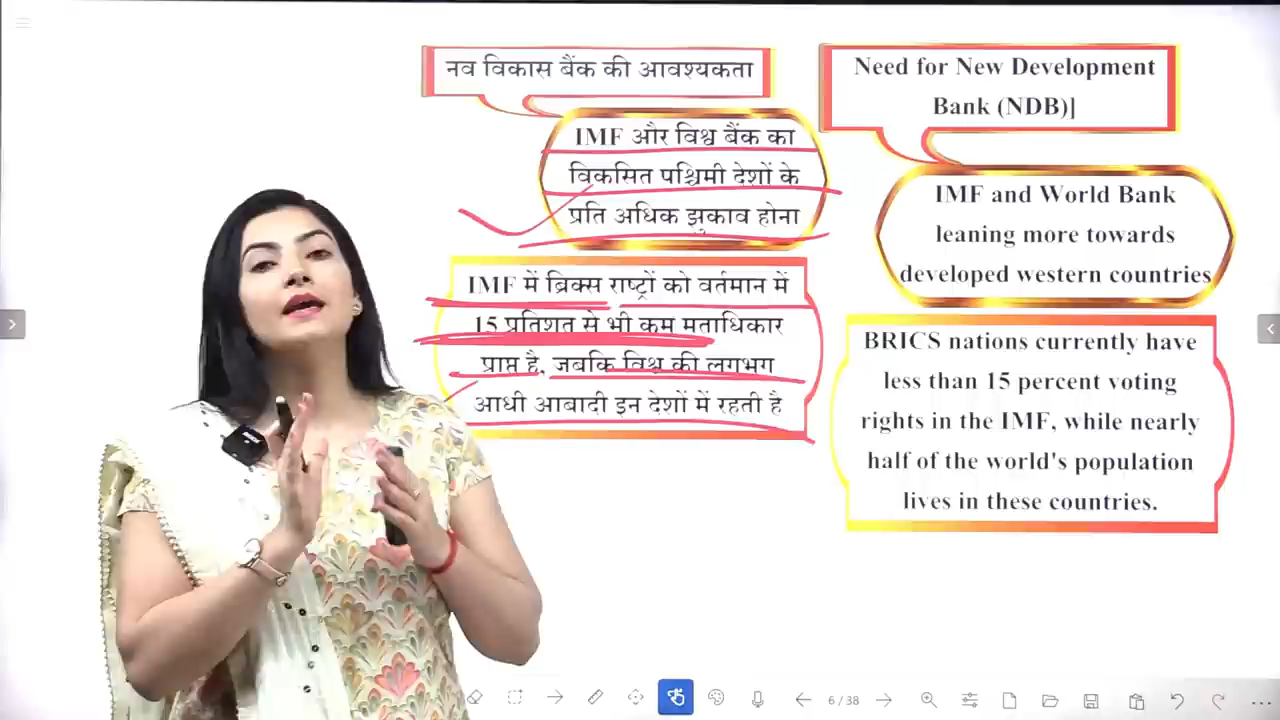 नव विकास बैंक की आवश्यकता
IMF और विश्व बैंक का
विकसित पश्चिमी देशों के
प्रति अधिक झुकाव होना
IMF में ब्रिक्स राष्ट्रों को वर्तमान में
15 प्रतिशत से भी कम मताधिकार
प्राप्त है, जबकि विश्व की लगभग
आधी आबादी इन देशों में रहती है
Need for New Development
Bank (NDB)]
IMF and World Bank
leaning more towards
developed western countries
BRICS nations currently have
less than 15 percent voting
rights in the IMF, while nearly
half of the world's population
lives in these countries.
6 / 38